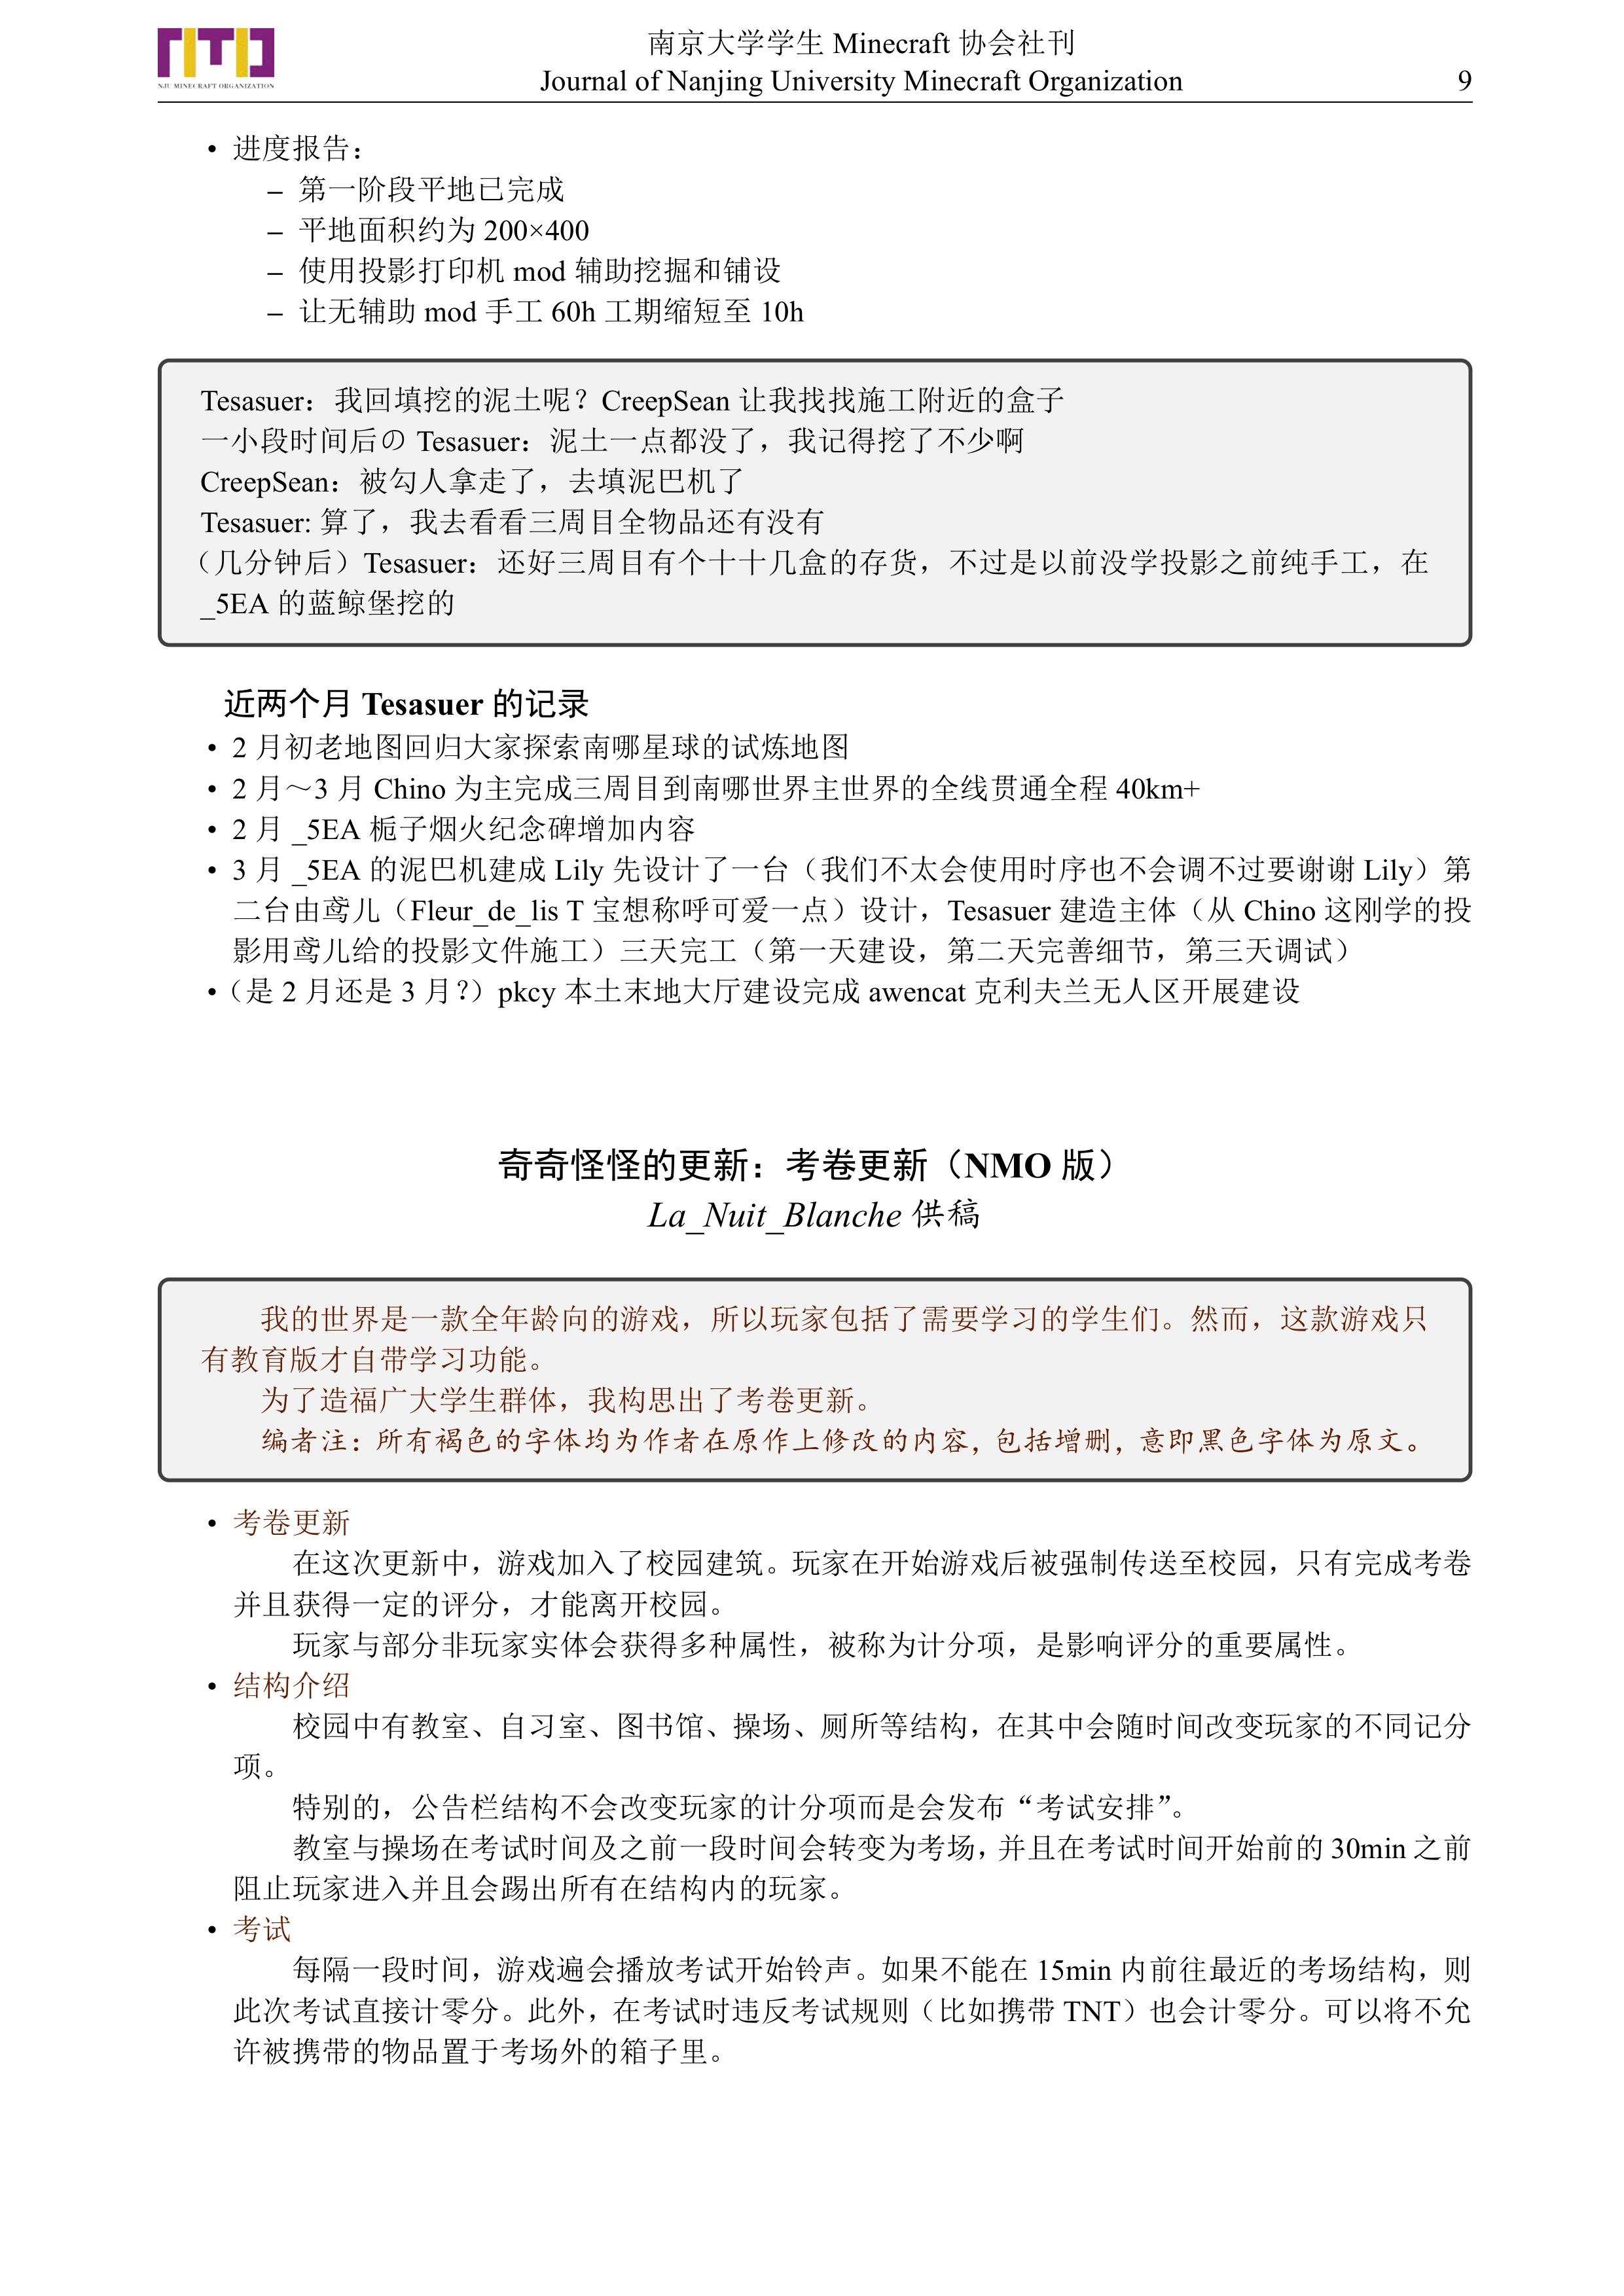 NJU MINECRAFT ORGANIZATION
南京大学学生 Minecraft 协会社刊
Journal of Nanjing University Minecraft Organization
9
• 进度报告：
– 第一阶段平地已完成
– 平地面积约为 200×400
– 使用投影打印机 mod 辅助挖掘和铺设
– 让无辅助 mod 手工 60h 工期缩短至 10h
Tesasuer：我回填挖的泥土呢？CreepSean 让我找找施工附近的盒子
一小段时间后の Tesasuer：泥土一点都没了，我记得挖了不少啊
CreepSean：被勾人拿走了，去填泥巴机了
Tesasuer: 算了，我去看看三周目全物品还有没有
（几分钟后）Tesasuer：还好三周目有个十十几盒的存货，不过是以前没学投影之前纯手工，在
_5EA 的蓝鲸堡挖的
近两个月 Tesasuer 的记录
• 2 月初老地图回归大家探索南哪星球的试炼地图
• 2 月～3 月 Chino 为主完成三周目到南哪世界主世界的全线贯通全程 40km+
• 2 月 _5EA 栀子烟火纪念碑增加内容
• 3 月 _5EA 的泥巴机建成 Lily 先设计了一台（我们不太会使用时序也不会调不过要谢谢 Lily）第
二台由鸢儿（Fleur_de_lis T 宝想称呼可爱一点）设计，Tesasuer 建造主体（从 Chino 这刚学的投
影用鸢儿给的投影文件施工）三天完工（第一天建设，第二天完善细节，第三天调试）
•（是 2 月还是 3 月？）pkcy 本土末地大厅建设完成 awencat 克利夫兰无人区开展建设
奇奇怪怪的更新：考卷更新（NMO 版）
La_Nuit_Blanche 供稿
我的世界是一款全年龄向的游戏，所以玩家包括了需要学习的学生们。然而，这款游戏只
有教育版才自带学习功能。
为了造福广大学生群体，我构思出了考卷更新。
编者注：所有褐色的字体均为作者在原作上修改的内容，包括增删，意即黑色字体为原文。
• 考卷更新
在这次更新中，游戏加入了校园建筑。玩家在开始游戏后被强制传送至校园，只有完成考卷
并且获得一定的评分，才能离开校园。
玩家与部分非玩家实体会获得多种属性，被称为计分项，是影响评分的重要属性。
• 结构介绍
校园中有教室、自习室、图书馆、操场、厕所等结构，在其中会随时间改变玩家的不同记分
项。
特别的，公告栏结构不会改变玩家的计分项而是会发布“考试安排”。
教室与操场在考试时间及之前一段时间会转变为考场，并且在考试时间开始前的 30min 之前
阻止玩家进入并且会踢出所有在结构内的玩家。
• 考试
每隔一段时间，游戏遍会播放考试开始铃声。如果不能在 15min 内前往最近的考场结构，则
此次考试直接计零分。此外，在考试时违反考试规则（比如携带 TNT）也会计零分。可以将不允
许被携带的物品置于考场外的箱子里。